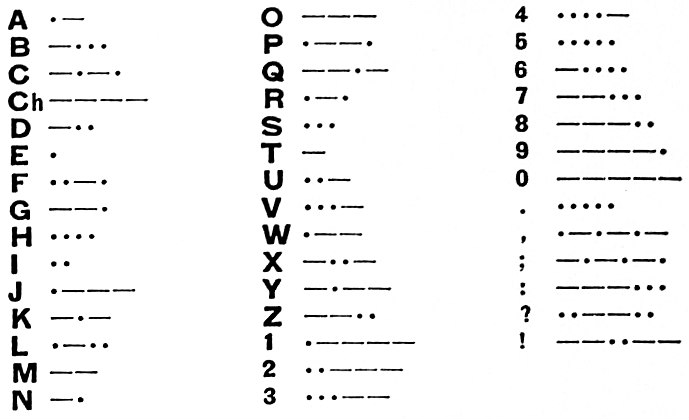 A ·—
B —···
C —·—·
Ch ————
D —··
E ·
F ··—·
G ——·
H ····
I ··
J ·———
K —·—
L ·—··
M ——
N —·
O ———
P ·——·
Q ——·—
R ·—·
S ···
T —
U ··—
V ···—
W ·——
X —··—
Y —·——
Z ——··
1 ·————
2 ··———
3 ···——
4 ····—
5 ·····
6 —····
7 ——···
8 ———··
9 ————·
0 —————
. ·····
, ·—·—·—
; —·—·—·
: ———···
? ··——··
! ——··——